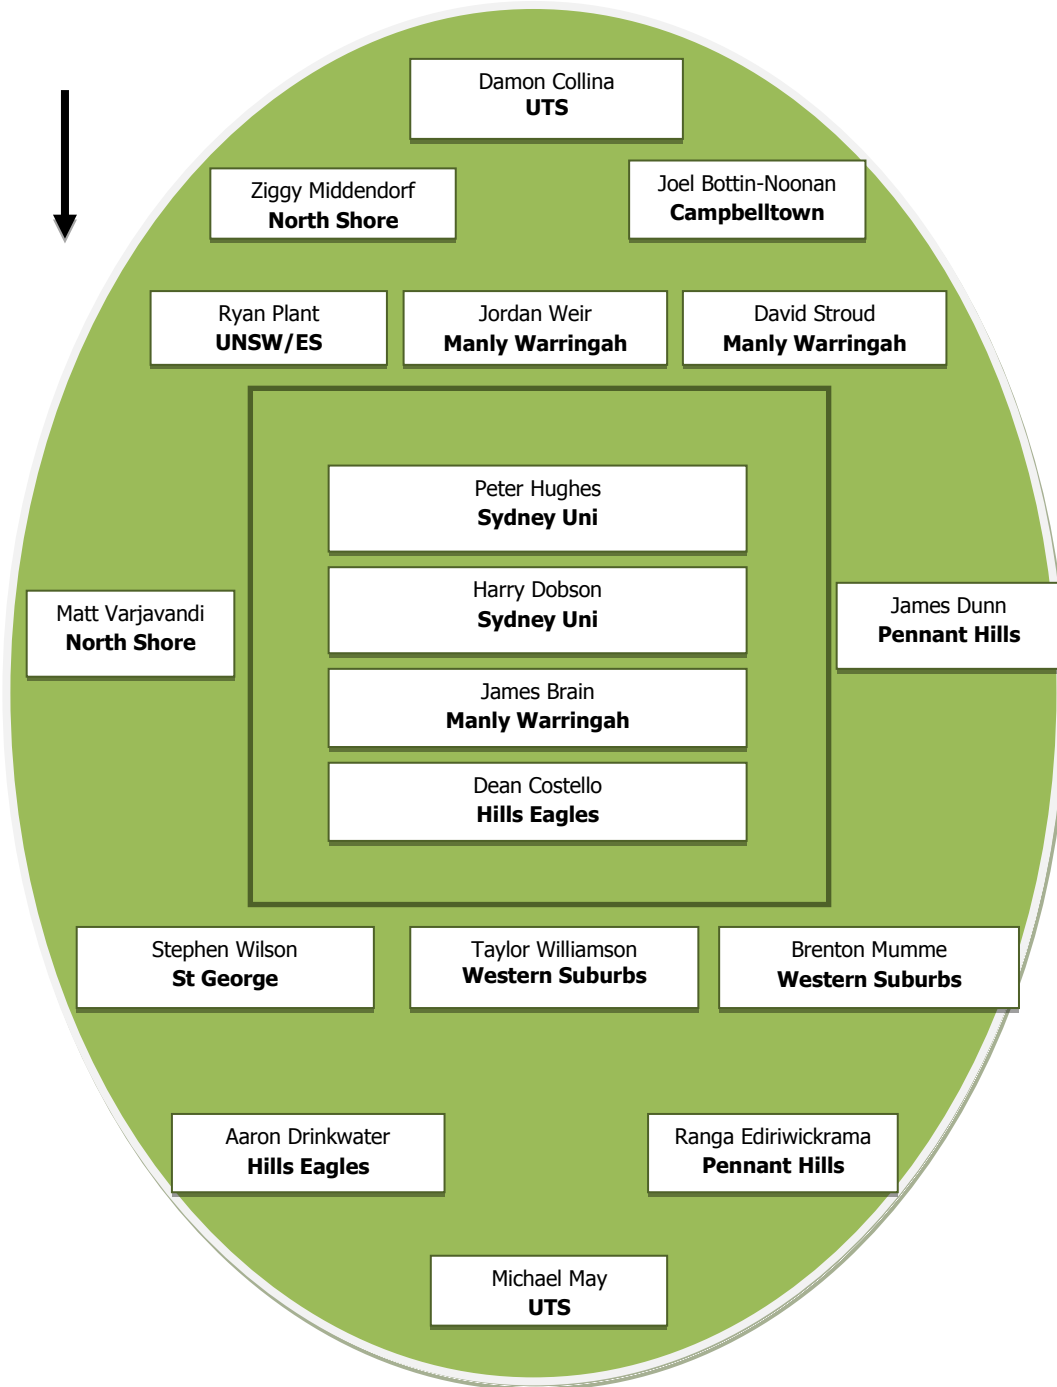 Damon Collina
UTS
Ziggy Middendorf
North Shore
Joel Bottin-Noonan
Campbelltown
Ryan Plant
UNSW/ES
Jordan Weir
Manly Warringah
David Stroud
Manly Warringah
Peter Hughes
Sydney Uni
Harry Dobson
Sydney Uni
Matt Varjavandi
North Shore
James Dunn
Pennant Hills
James Brain
Manly Warringah
Dean Costello
Hills Eagles
Stephen Wilson
St George
Taylor Williamson
Western Suburbs
Brenton Mumme
Western Suburbs
Aaron Drinkwater
Hills Eagles
Ranga Ediriwickrama
Pennant Hills
Michael May
UTS